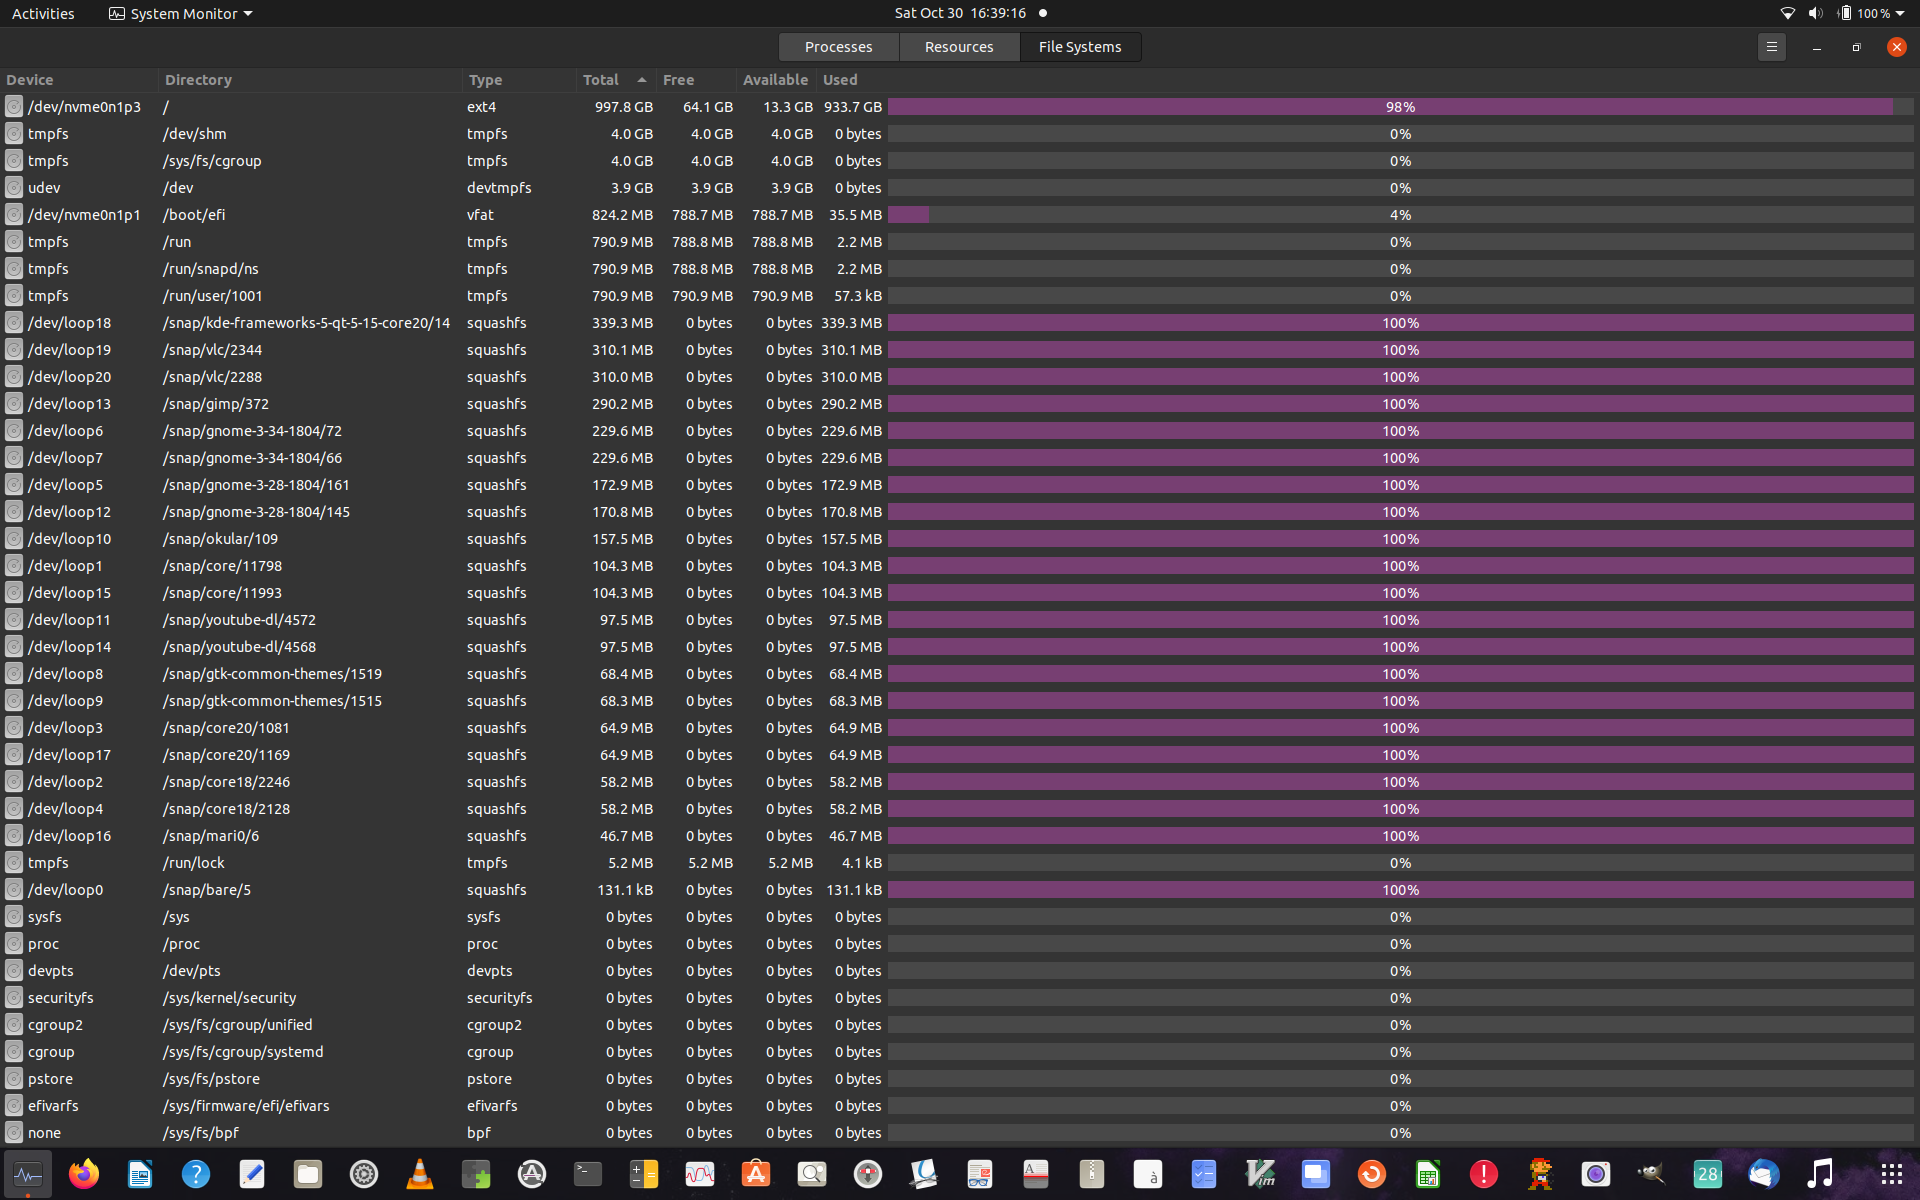 Activities System Monitor Sat Oct 30 16:39:16 100 %
Processes Resources File Systems
Device Directory Type Total Free Available Used
/dev/nvme0n1p3 / ext4 997.8 GB 64.1 GB 13.3 GB 933.7 GB 98%
tmpfs /dev/shm tmpfs 4.0 GB 4.0 GB 4.0 GB 0 bytes 0%
tmpfs /sys/fs/cgroup tmpfs 4.0 GB 4.0 GB 4.0 GB 0 bytes 0%
udev /dev devtmpfs 3.9 GB 3.9 GB 3.9 GB 0 bytes 0%
/dev/nvme0n1p1 /boot/efi vfat 824.2 MB 788.7 MB 788.7 MB 35.5 MB 4%
tmpfs /run tmpfs 790.9 MB 788.8 MB 788.8 MB 2.2 MB 0%
tmpfs /run/snapd/ns tmpfs 790.9 MB 788.8 MB 788.8 MB 2.2 MB 0%
tmpfs /run/user/1001 tmpfs 790.9 MB 790.9 MB 790.9 MB 57.3 kB 0%
/dev/loop18 /snap/kde-frameworks-5-qt-5-15-core20/14 squashfs 339.3 MB 0 bytes 0 bytes 339.3 MB 100%
/dev/loop19 /snap/vlc/2344 squashfs 310.1 MB 0 bytes 0 bytes 310.1 MB 100%
/dev/loop20 /snap/vlc/2288 squashfs 310.0 MB 0 bytes 0 bytes 310.0 MB 100%
/dev/loop13 /snap/gimp/372 squashfs 290.2 MB 0 bytes 0 bytes 290.2 MB 100%
/dev/loop6 /snap/gnome-3-34-1804/72 squashfs 229.6 MB 0 bytes 0 bytes 229.6 MB 100%
/dev/loop7 /snap/gnome-3-34-1804/66 squashfs 229.6 MB 0 bytes 0 bytes 229.6 MB 100%
/dev/loop5 /snap/gnome-3-28-1804/161 squashfs 172.9 MB 0 bytes 0 bytes 172.9 MB 100%
/dev/loop12 /snap/gnome-3-28-1804/145 squashfs 170.8 MB 0 bytes 0 bytes 170.8 MB 100%
/dev/loop10 /snap/okular/109 squashfs 157.5 MB 0 bytes 0 bytes 157.5 MB 100%
/dev/loop1 /snap/core/11798 squashfs 104.3 MB 0 bytes 0 bytes 104.3 MB 100%
/dev/loop15 /snap/core/11993 squashfs 104.3 MB 0 bytes 0 bytes 104.3 MB 100%
/dev/loop11 /snap/youtube-dl/4572 squashfs 97.5 MB 0 bytes 0 bytes 97.5 MB 100%
/dev/loop14 /snap/youtube-dl/4568 squashfs 97.5 MB 0 bytes 0 bytes 97.5 MB 100%
/dev/loop8 /snap/gtk-common-themes/1519 squashfs 68.4 MB 0 bytes 0 bytes 68.4 MB 100%
/dev/loop9 /snap/gtk-common-themes/1515 squashfs 68.3 MB 0 bytes 0 bytes 68.3 MB 100%
/dev/loop3 /snap/core20/1081 squashfs 64.9 MB 0 bytes 0 bytes 64.9 MB 100%
/dev/loop17 /snap/core20/1169 squashfs 64.9 MB 0 bytes 0 bytes 64.9 MB 100%
/dev/loop2 /snap/core18/2246 squashfs 58.2 MB 0 bytes 0 bytes 58.2 MB 100%
/dev/loop4 /snap/core18/2128 squashfs 58.2 MB 0 bytes 0 bytes 58.2 MB 100%
/dev/loop16 /snap/mari0/6 squashfs 46.7 MB 0 bytes 0 bytes 46.7 MB 100%
tmpfs /run/lock tmpfs 5.2 MB 5.2 MB 5.2 MB 4.1 kB 0%
/dev/loop0 /snap/bare/5 squashfs 131.1 kB 0 bytes 0 bytes 131.1 kB 100%
sysfs /sys sysfs 0 bytes 0 bytes 0 bytes 0 bytes 0%
proc /proc proc 0 bytes 0 bytes 0 bytes 0 bytes 0%
devpts /dev/pts devpts 0 bytes 0 bytes 0 bytes 0 bytes 0%
securityfs /sys/kernel/security securityfs 0 bytes 0 bytes 0 bytes 0 bytes 0%
cgroup2 /sys/fs/cgroup/unified cgroup2 0 bytes 0 bytes 0 bytes 0 bytes 0%
cgroup /sys/fs/cgroup/systemd cgroup 0 bytes 0 bytes 0 bytes 0 bytes 0%
pstore /sys/fs/pstore pstore 0 bytes 0 bytes 0 bytes 0 bytes 0%
efivarfs /sys/firmware/efi/efivars efivarfs 0 bytes 0 bytes 0 bytes 0 bytes 0%
none /sys/fs/bpf bpf 0 bytes 0 bytes 0 bytes 0 bytes 0%
? >_ A à Vim ! 28